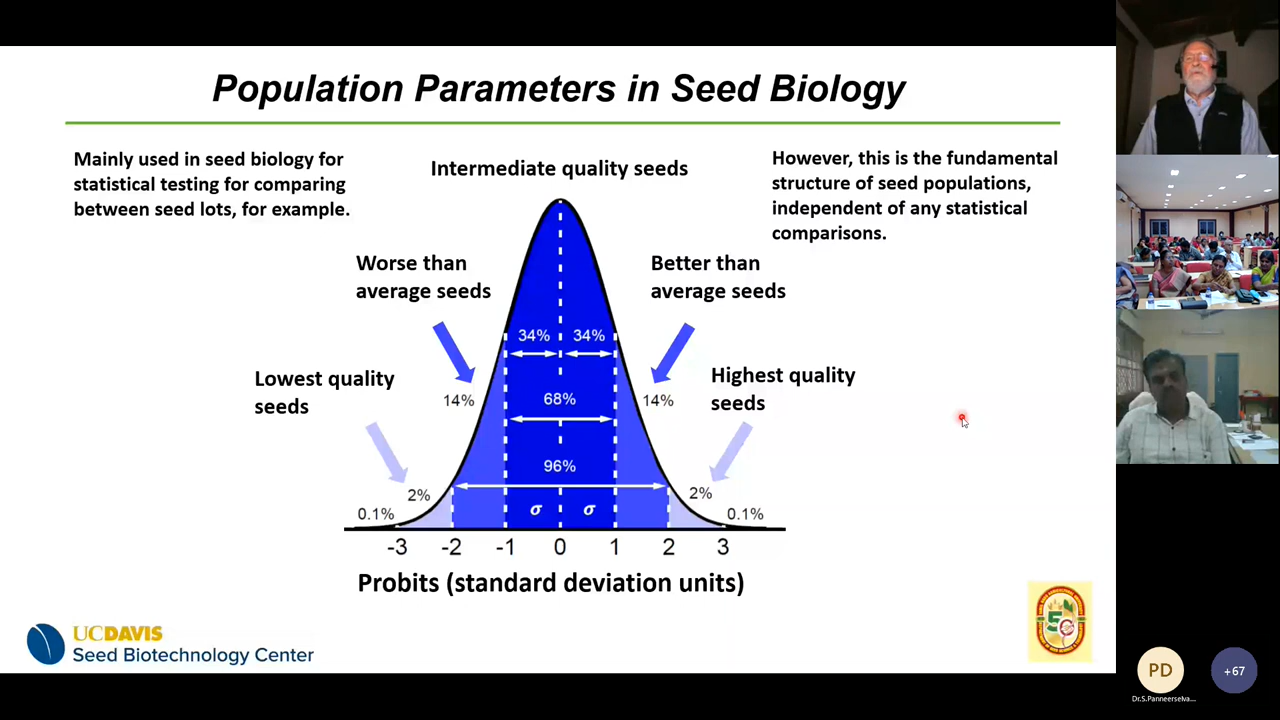 Population Parameters in Seed Biology
Mainly used in seed biology for
statistical testing for comparing
between seed lots, for example.
Intermediate quality seeds
However, this is the fundamental
structure of seed populations,
independent of any statistical
comparisons.
Worse than
average seeds
Better than
average seeds
34% 34%
Lowest quality
seeds
Highest quality
seeds
14% 68% 14%
96%
2% 2%
0.1% σ σ 0.1%
-3 -2 -1 0 1 2 3
Probits (standard deviation units)
UCDAVIS
Seed Biotechnology Center
PD
+67
Dr.S.Panneerselva...